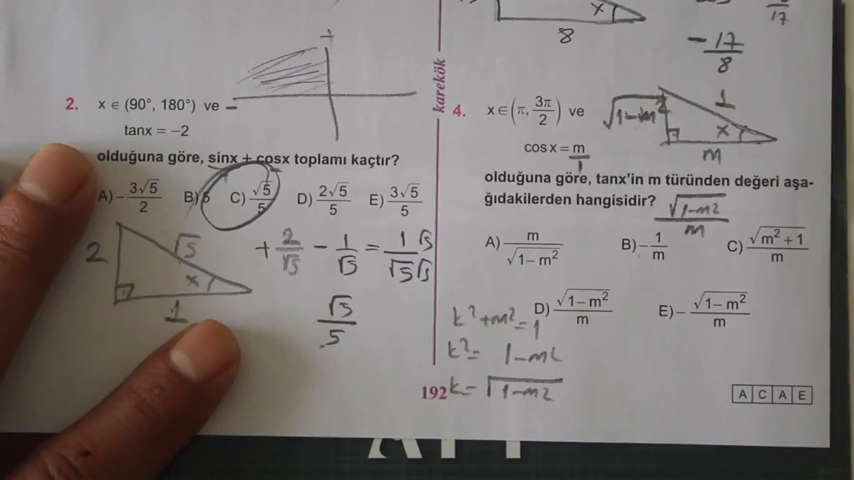 8
x
17
- 17/8
karekök
2. x ∈ (90°, 180°) ve
tanx = −2
olduğuna göre, sinx + cosx toplamı kaçtır?
A) −3√5/2 B) C) √5/5 D) 2√5/5 E) 3√5/5
2 √5 x 1
+ 2/√5 − 1/√5 = 1√5/√5√5
√5/5
4. x ∈ (π, 3π/2) ve
cosx = m/1
√1−m² 1 x m
olduğuna göre, tanx'in m türünden değeri aşa-
ğıdakilerden hangisidir?
√1−m²/m
A) m/√1−m² B) −1/m C) √m²+1/m
D) √1−m²/m E) −√1−m²/m
k²+m²=1
k²= 1−m²
k=√1−m²
192
A C A E